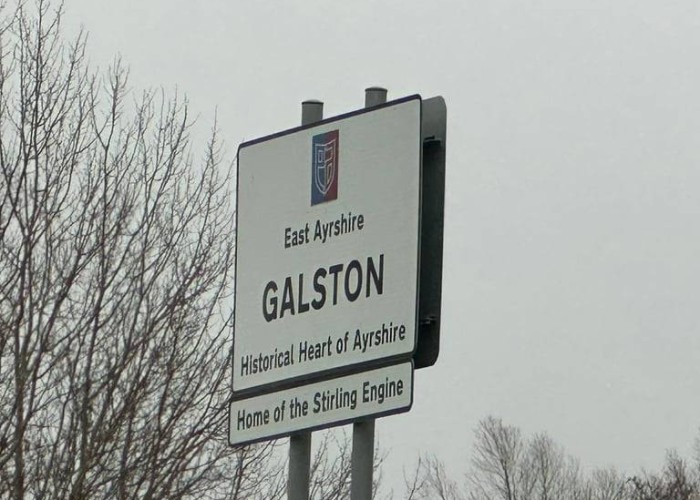 East Ayrshire
GALSTON
Historical Heart of Ayrshire
Home of the Stirling Engine